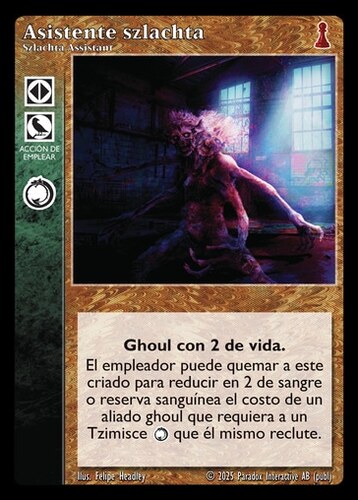 Asistente szlachta
Szlachta Assistant
ACCIÓN DE
EMPLEAR
Ghoul con 2 de vida.
El empleador puede quemar a este
criado para reducir en 2 de sangre
o reserva sanguínea el costo de un
aliado ghoul que requiera a un
Tzimisce que él mismo reclute.
Ilus. Felipe Headley © 2025 Paradox Interactive AB (publ)